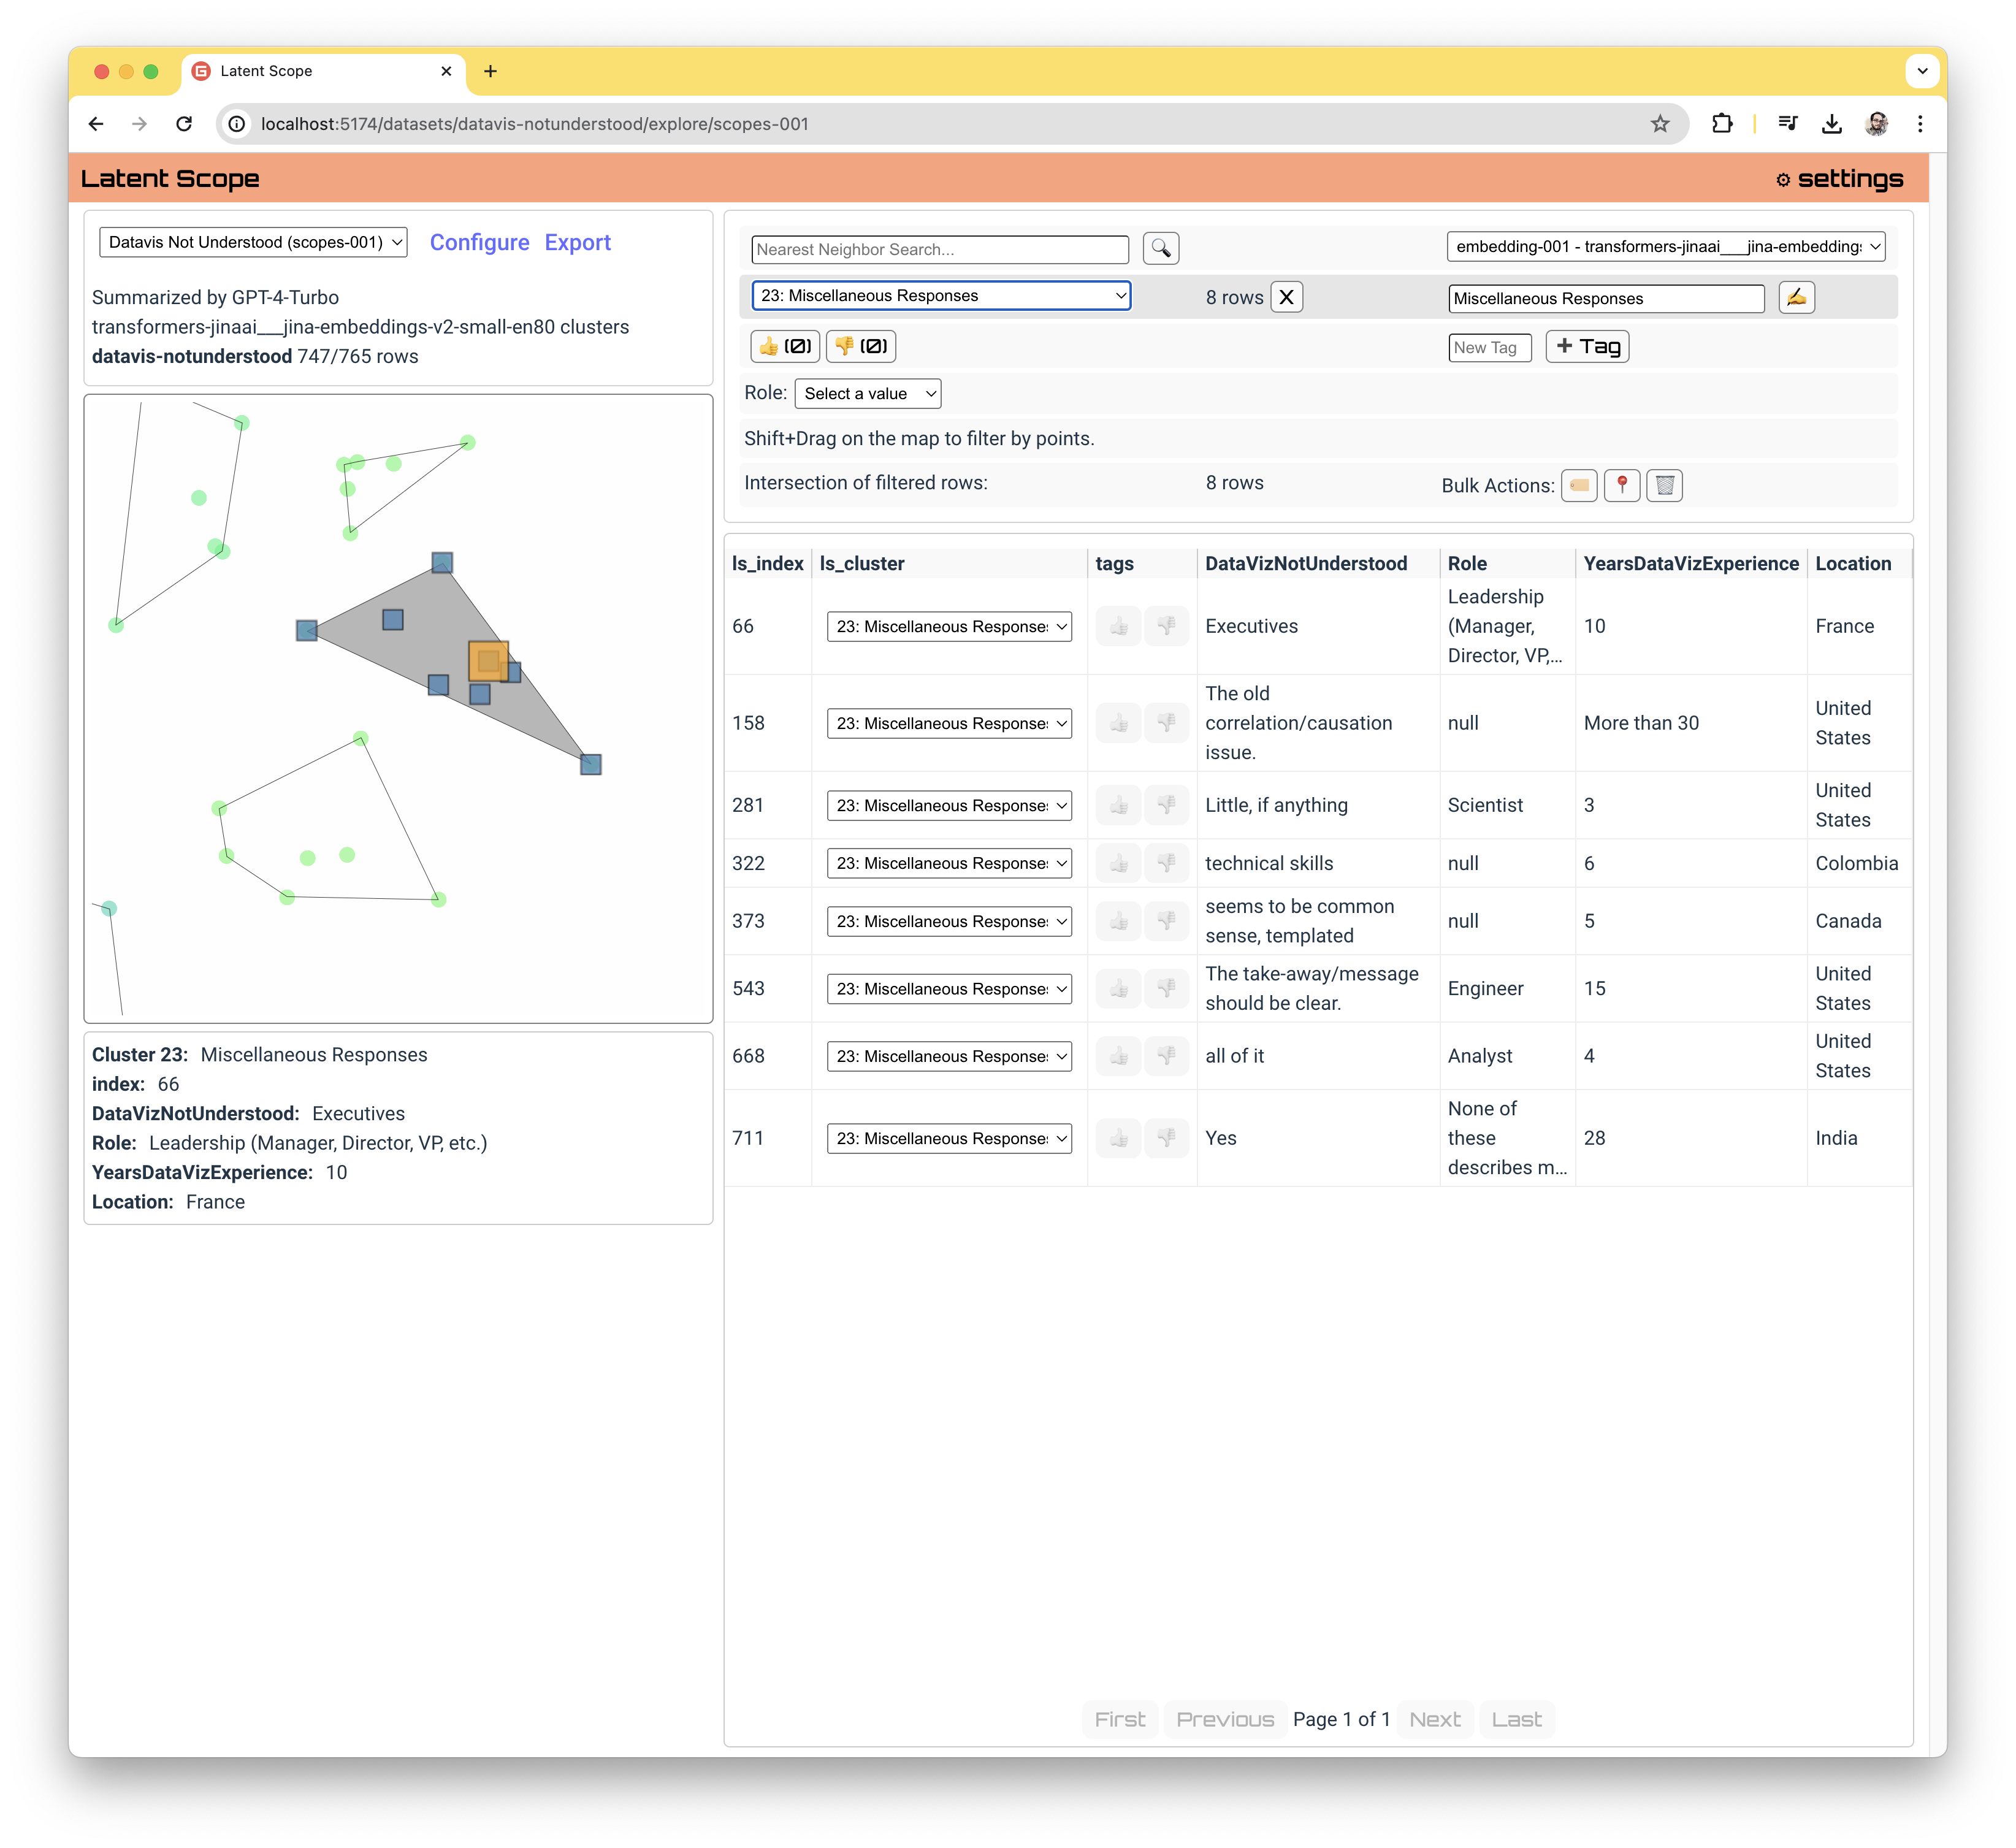 Latent Scope
localhost:5174/datasets/datavis-notunderstood/explore/scopes-001
Latent Scope
⚙ settings
Datavis Not Understood (scopes-001)
Configure
Export
Summarized by GPT-4-Turbo
transformers-jinaai___jina-embeddings-v2-small-en80 clusters
datavis-notunderstood 747/765 rows
Cluster 23: Miscellaneous Responses
index: 66
DataVizNotUnderstood: Executives
Role: Leadership (Manager, Director, VP, etc.)
YearsDataVizExperience: 10
Location: France
Nearest Neighbor Search...
embedding-001 - transformers-jinaai___jina-embedding
23: Miscellaneous Responses
8 rows
X
Miscellaneous Responses
👍 (0)
👎 (0)
New Tag
+ Tag
Role:
Select a value
Shift+Drag on the map to filter by points.
Intersection of filtered rows:
8 rows
Bulk Actions:
ls_index ls_cluster tags DataVizNotUnderstood Role YearsDataVizExperience Location
66
23: Miscellaneous Response
Executives
Leadership
(Manager,
Director, VP,...
10
France
158
23: Miscellaneous Response
The old
correlation/causation
issue.
null
More than 30
United
States
281
23: Miscellaneous Response
Little, if anything
Scientist
3
United
States
322
23: Miscellaneous Response
technical skills
null
6
Colombia
373
23: Miscellaneous Response
seems to be common
sense, templated
null
5
Canada
543
23: Miscellaneous Response
The take-away/message
should be clear.
Engineer
15
United
States
668
23: Miscellaneous Response
all of it
Analyst
4
United
States
711
23: Miscellaneous Response
Yes
None of
these
describes m...
28
India
First
Previous
Page 1 of 1
Next
Last